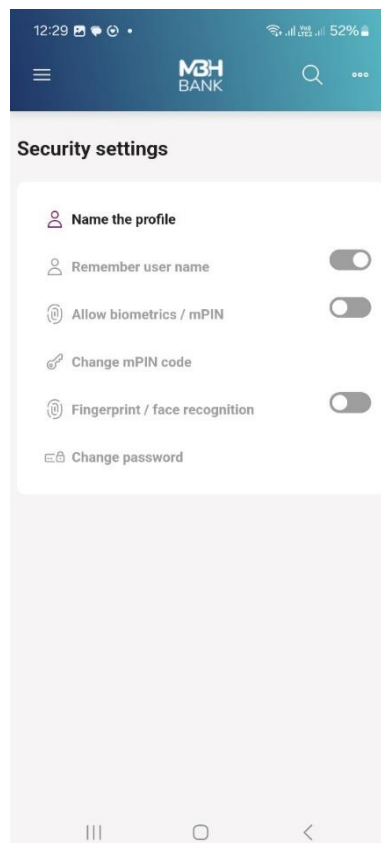 12:29 52%
MBH
BANK
Security settings
Name the profile
Remember user name
Allow biometrics / mPIN
Change mPIN code
Fingerprint / face recognition
Change password